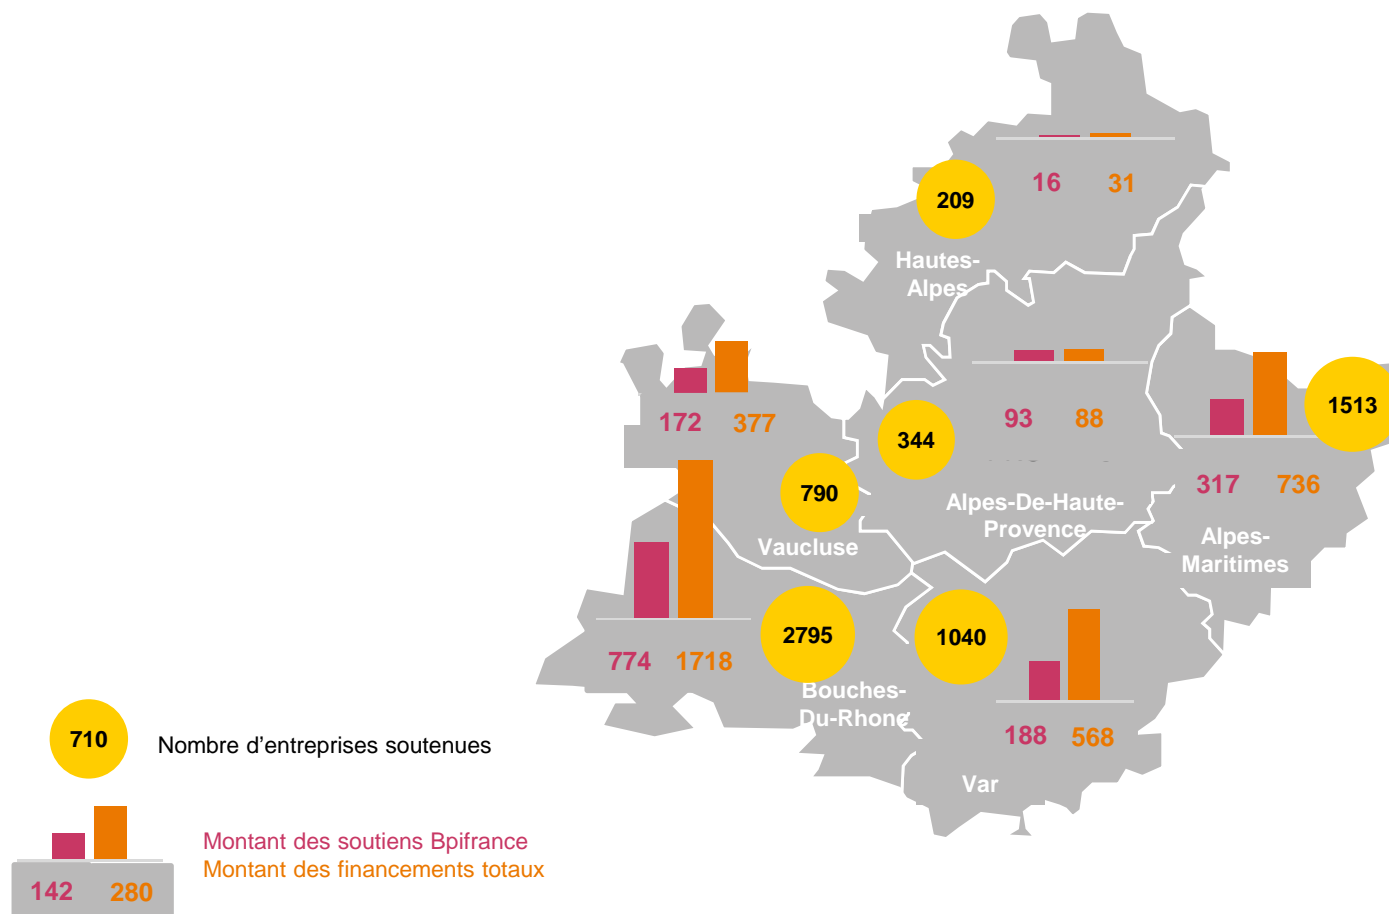 16 31
209
Hautes-
Alpes
172 377
93 88
344
1513
317 736
790
Vaucluse
Alpes-De-Haute-
Provence
Alpes-
Maritimes
774 1718
2795
1040
Bouches-
Du-Rhone
188 568
Var
710
Nombre d'entreprises soutenues
Montant des soutiens Bpifrance
Montant des financements totaux
142 280